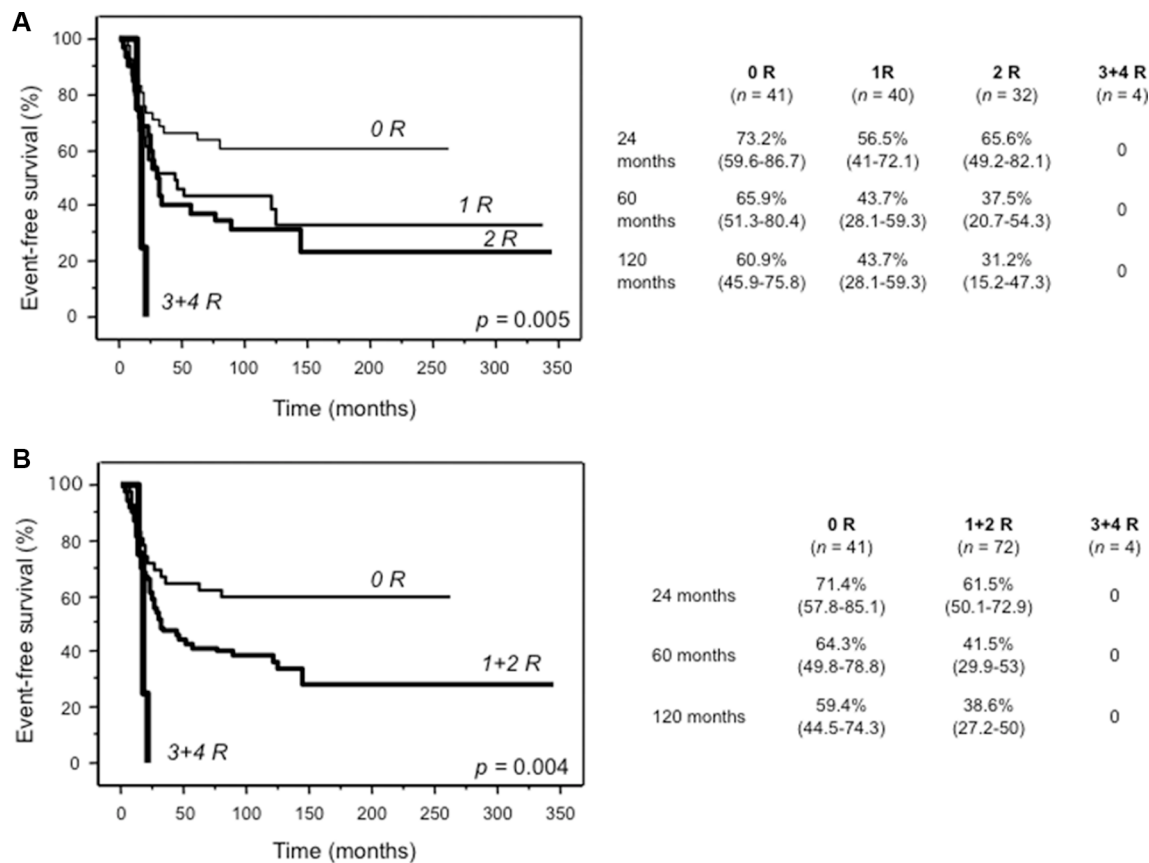 A
100
80
60
40
20
0
Event-free survival (%)
0 R
1 R
2 R
3+4 R
p = 0.005
0 50 100 150 200 250 300 350
Time (months)
0 R 1R 2 R 3+4 R
(n = 41) (n = 40) (n = 32) (n = 4)
24 months 73.2% 56.5% 65.6% 0
(59.6-86.7) (41-72.1) (49.2-82.1)
60 months 65.9% 43.7% 37.5% 0
(51.3-80.4) (28.1-59.3) (20.7-54.3)
120 months 60.9% 43.7% 31.2% 0
(45.9-75.8) (28.1-59.3) (15.2-47.3)
B
100
80
60
40
20
0
Event-free survival (%)
0 R
1+2 R
3+4 R
p = 0.004
0 50 100 150 200 250 300 350
Time (months)
0 R 1+2 R 3+4 R
(n = 41) (n = 72) (n = 4)
24 months 71.4% 61.5% 0
(57.8-85.1) (50.1-72.9)
60 months 64.3% 41.5% 0
(49.8-78.8) (29.9-53)
120 months 59.4% 38.6% 0
(44.5-74.3) (27.2-50)